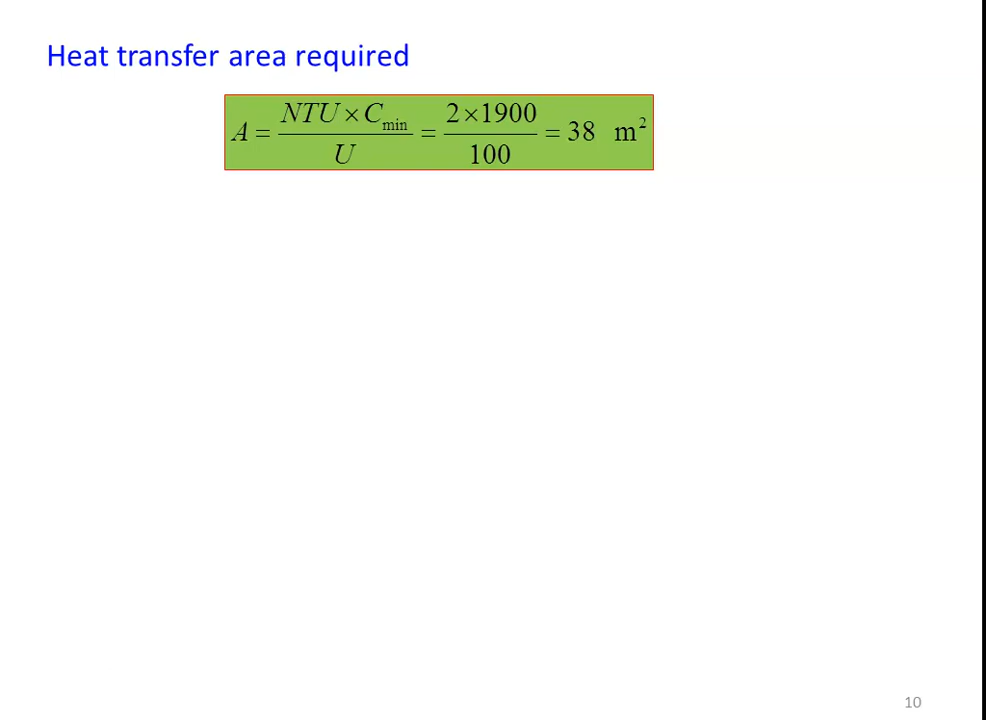 Heat transfer area required
A = NTU × C_min / U = 2 × 1900 / 100 = 38 m²
10